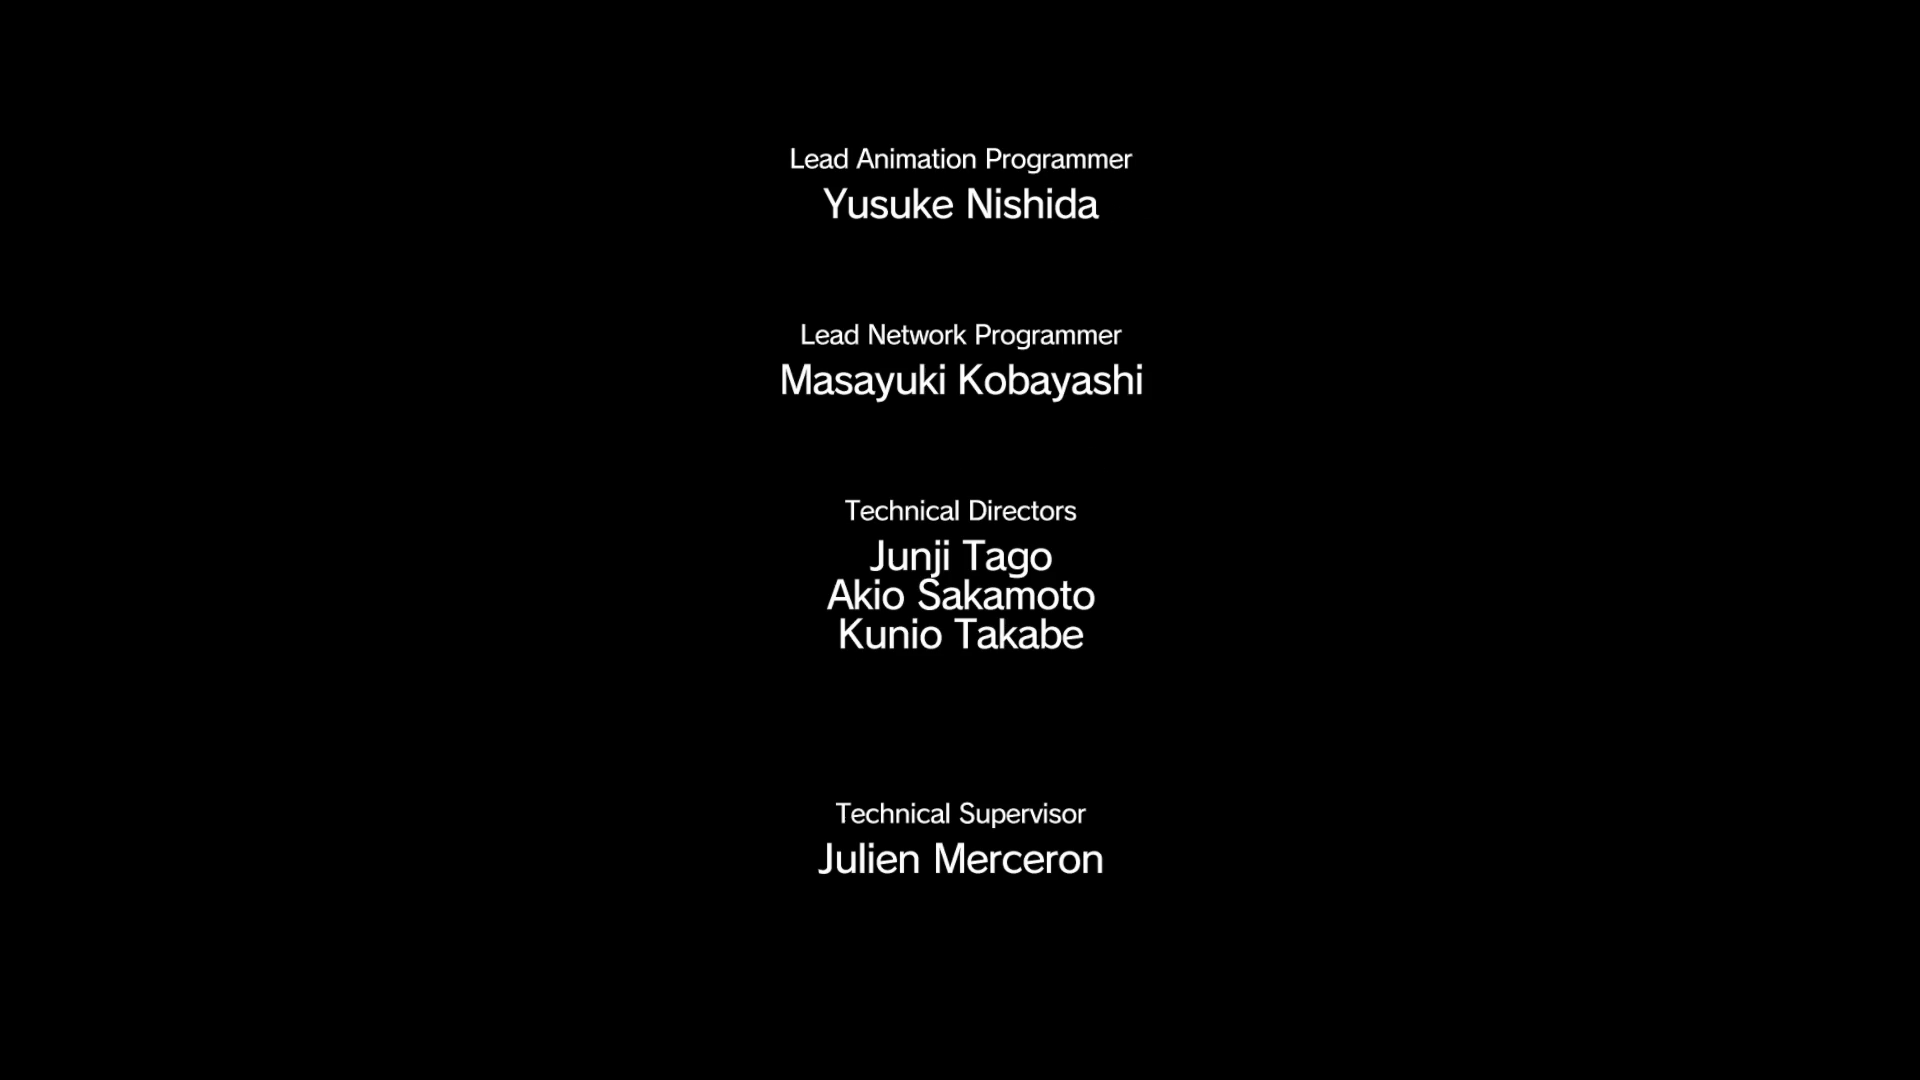 Lead Animation Programmer
Yusuke Nishida
Lead Network Programmer
Masayuki Kobayashi
Technical Directors
Junji Tago
Akio Sakamoto
Kunio Takabe
Technical Supervisor
Julien Merceron